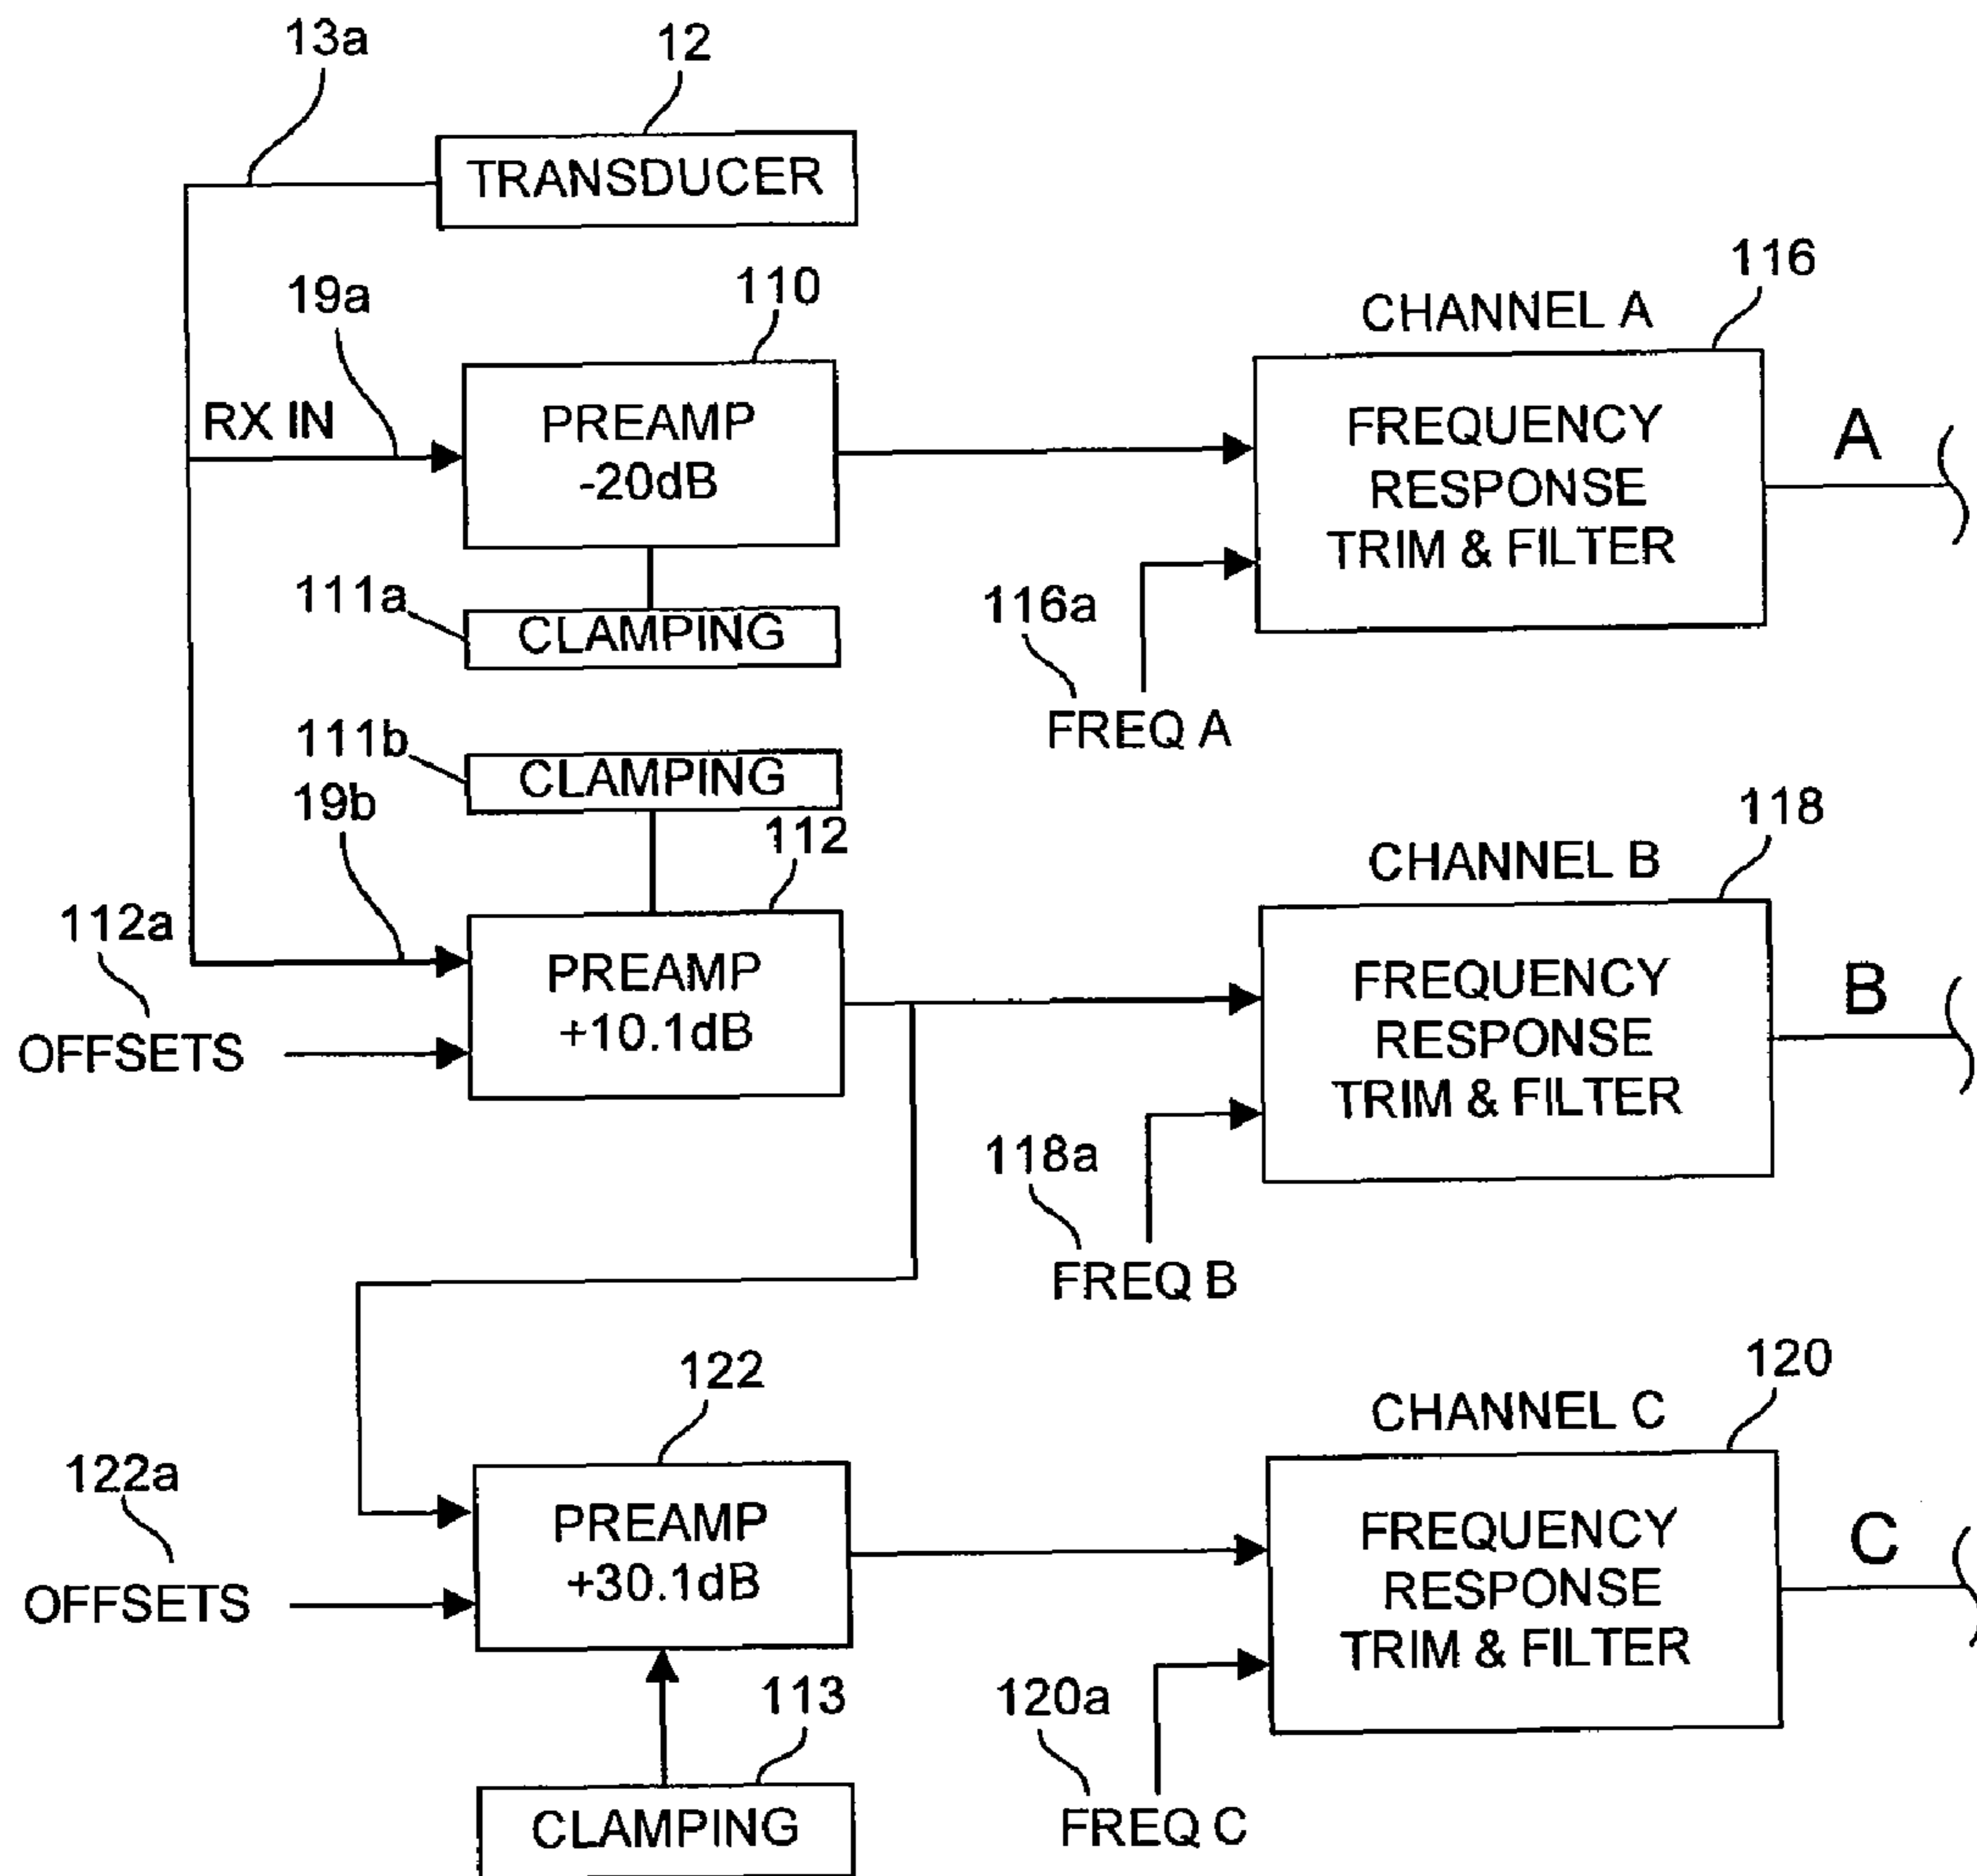 13a
12
TRANSDUCER
19a
110
116
CHANNEL A
RX IN
PREAMP
-20dB
FREQUENCY
RESPONSE
TRIM & FILTER
A
111a
CLAMPING
116a
FREQ A
111b
CLAMPING
19b
112
118
CHANNEL B
112a
OFFSETS
PREAMP
+10.1dB
FREQUENCY
RESPONSE
TRIM & FILTER
B
118a
FREQ B
122
120
CHANNEL C
122a
OFFSETS
PREAMP
+30.1dB
FREQUENCY
RESPONSE
TRIM & FILTER
C
113
CLAMPING
120a
FREQ C